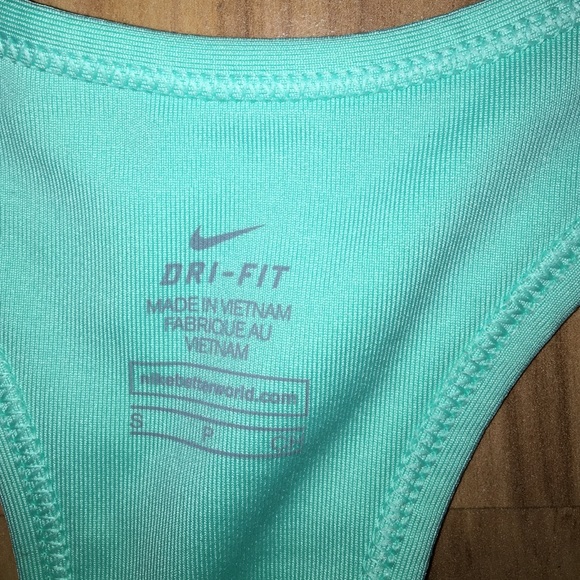 DRI-FIT
MADE IN VIETNAM
FABRIQUE AU
VIETNAM
nikebetterworld.com
S P CH